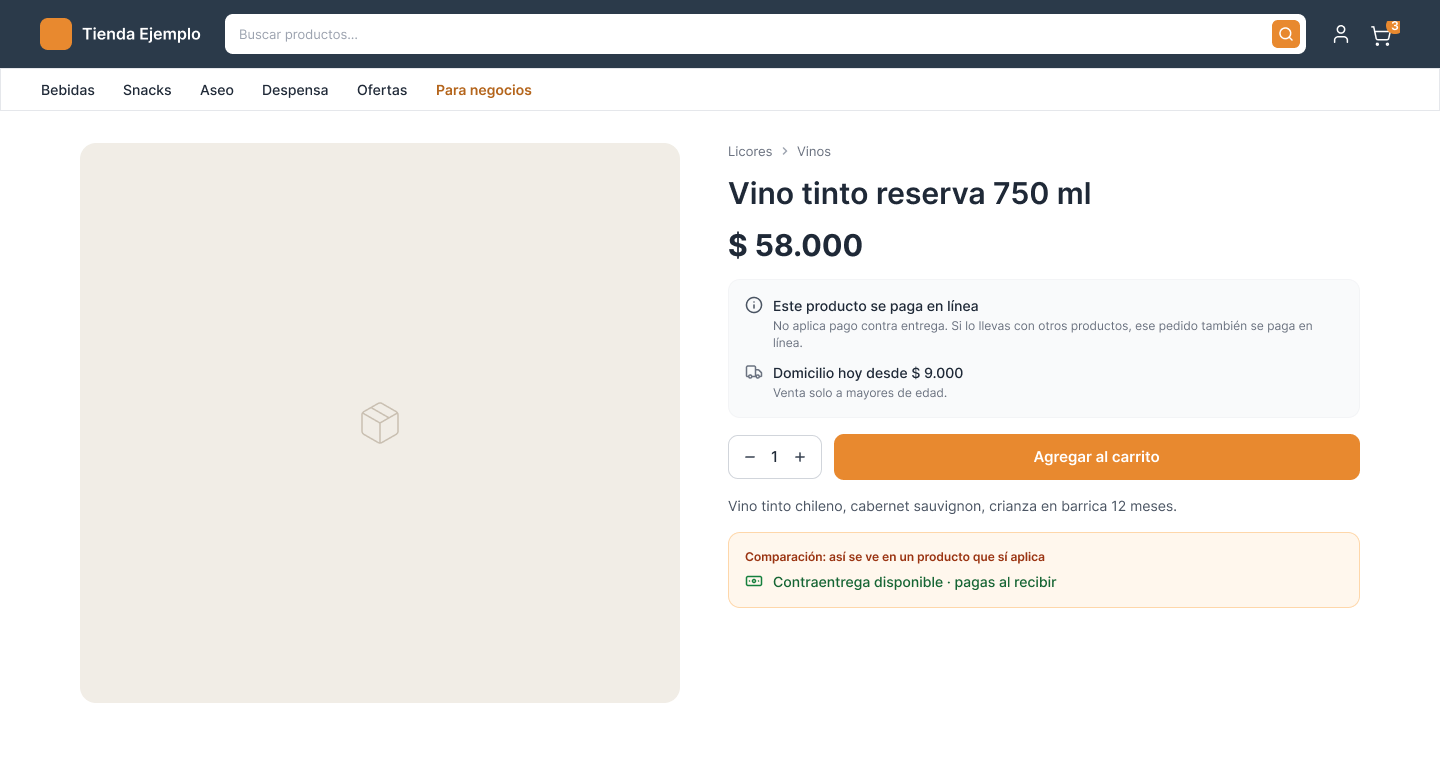 Tienda Ejemplo
Buscar productos...
3
Bebidas Snacks Aseo Despensa Ofertas Para negocios
Licores > Vinos
Vino tinto reserva 750 ml
$ 58.000
Este producto se paga en línea
No aplica pago contra entrega. Si lo llevas con otros productos, ese pedido también se paga en
línea.
Domicilio hoy desde $ 9.000
Venta solo a mayores de edad.
− 1 +
Agregar al carrito
Vino tinto chileno, cabernet sauvignon, crianza en barrica 12 meses.
Comparación: así se ve en un producto que sí aplica
Contraentrega disponible · pagas al recibir